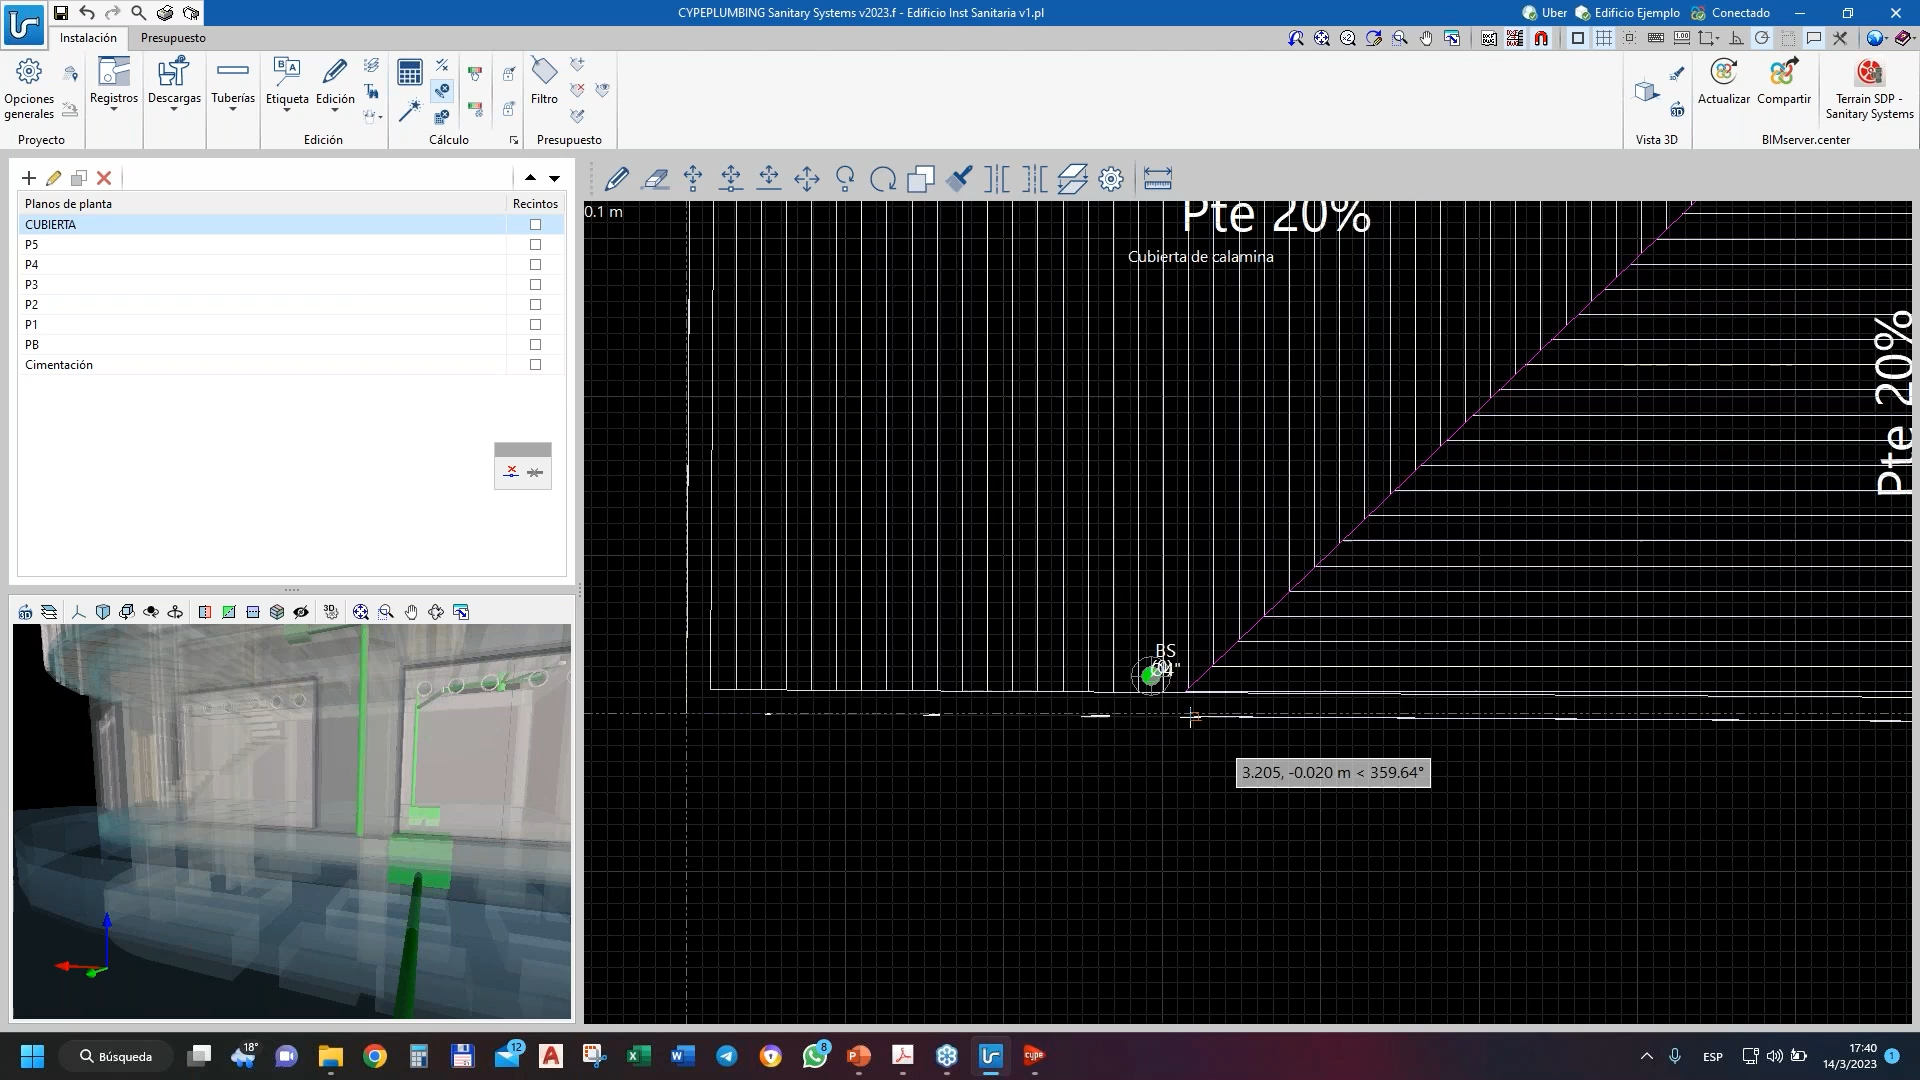 CYPEPLUMBING Sanitary Systems v2023.f - Edificio Inst Sanitaria v1.pl
Uber
Edificio Ejemplo
Conectado
Instalación
Presupuesto
Opciones generales
Registros
Descargas
Tuberías
Etiqueta
Edición
Filtro
Actualizar
Compartir
Terrain SDP - Sanitary Systems
Proyecto
Edición
Cálculo
Presupuesto
Vista 3D
BIMserver.center
Planos de planta
Recintos
CUBIERTA
P5
P4
P3
P2
P1
PB
Cimentación
0.1 m
Pte 20%
Cubierta de calamina
Pte 20%
BS
3.205, -0.020 m < 359.64°
18°
Búsqueda
12
8
ESP
17:40
14/3/2023
1